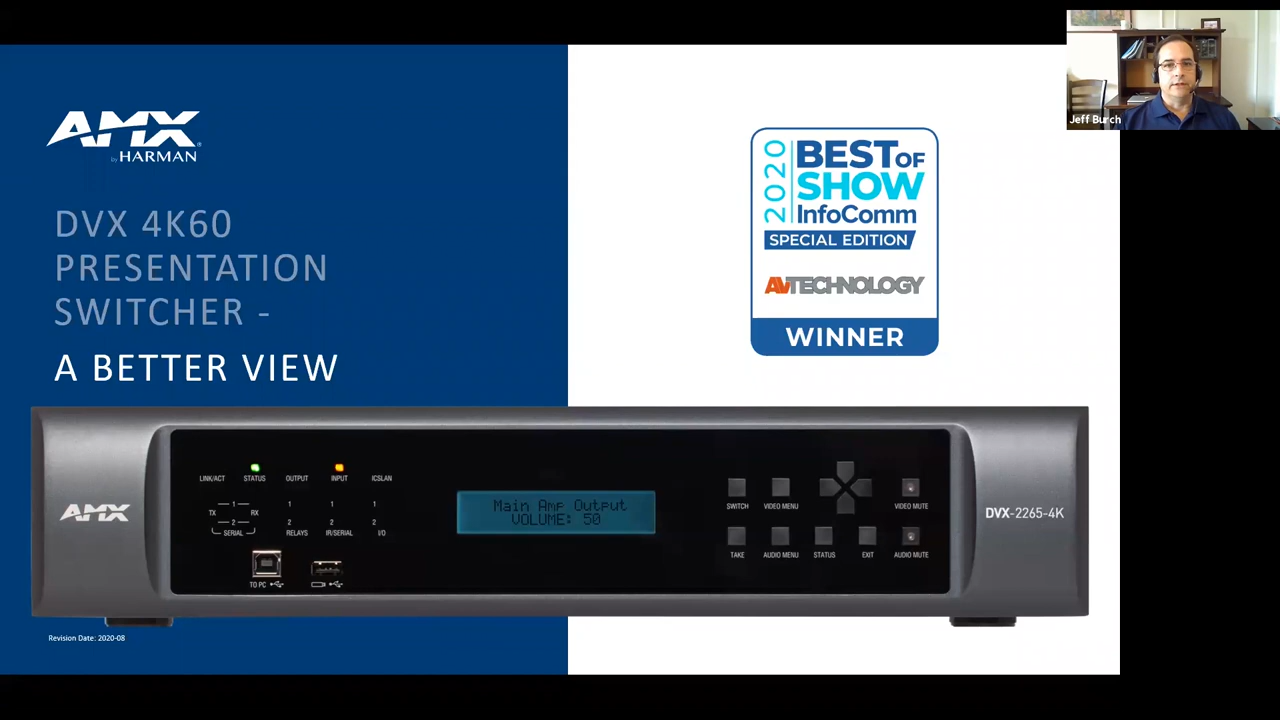 AMX
by HARMAN
DVX 4K60
PRESENTATION
SWITCHER -
A BETTER VIEW
2020
BEST OF
SHOW
InfoComm
SPECIAL EDITION
AVTECHNOLOGY
WINNER
Jeff Burch
AMX
LINK/ACT STATUS OUTPUT INPUT ICSLAN
TX 1 RX 1 1 1
2 2 2 2
SERIAL RELAYS IR/SERIAL I/O
TO PC
Main Amp Output
VOLUME: 50
SWITCH VIDEO MENU VIDEO MUTE
TAKE AUDIO MENU STATUS EXIT AUDIO MUTE
DVX-2265-4K
Revision Date: 2020-08